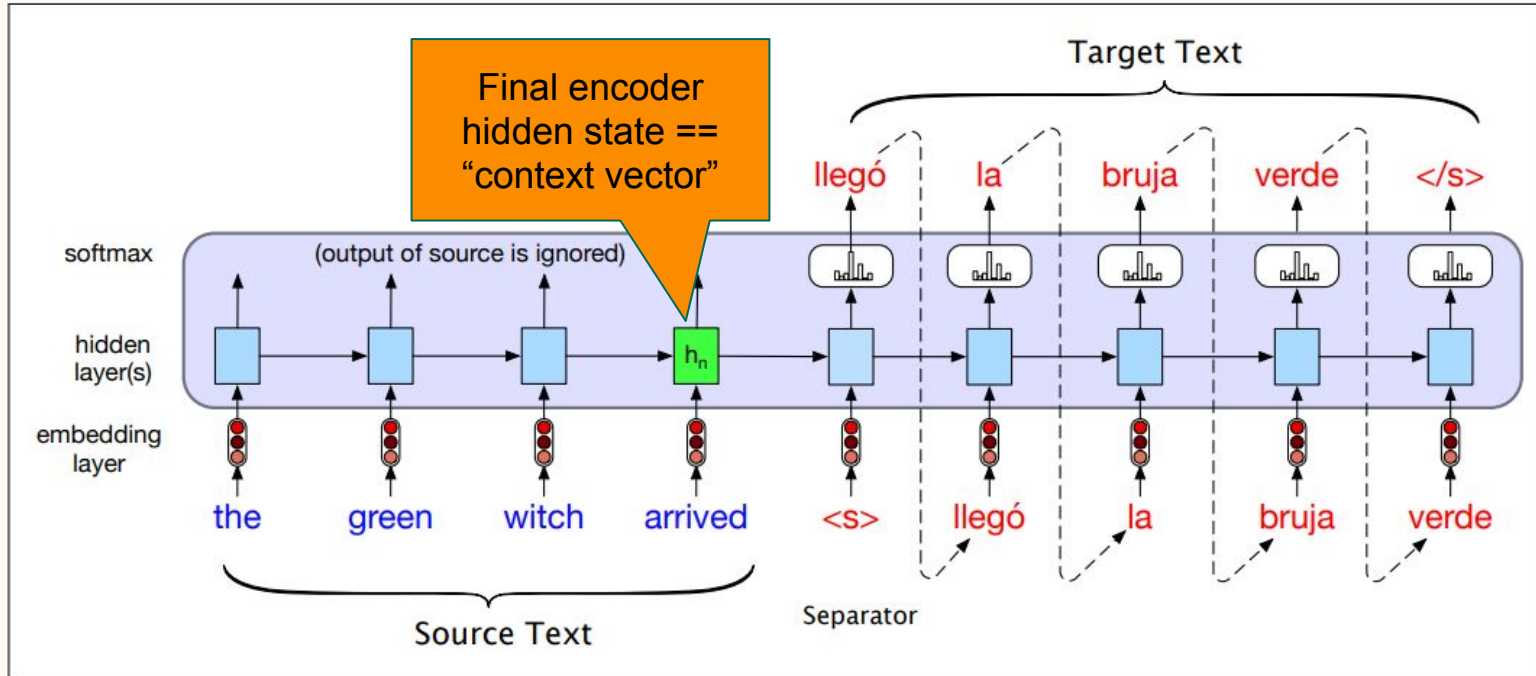 Final encoder
hidden state ==
“context vector”
Target Text
llegó la bruja verde </s>
softmax (output of source is ignored)
hidden
layer(s)
hn
embedding
layer
the green witch arrived <s> llegó la bruja verde
Separator
Source Text